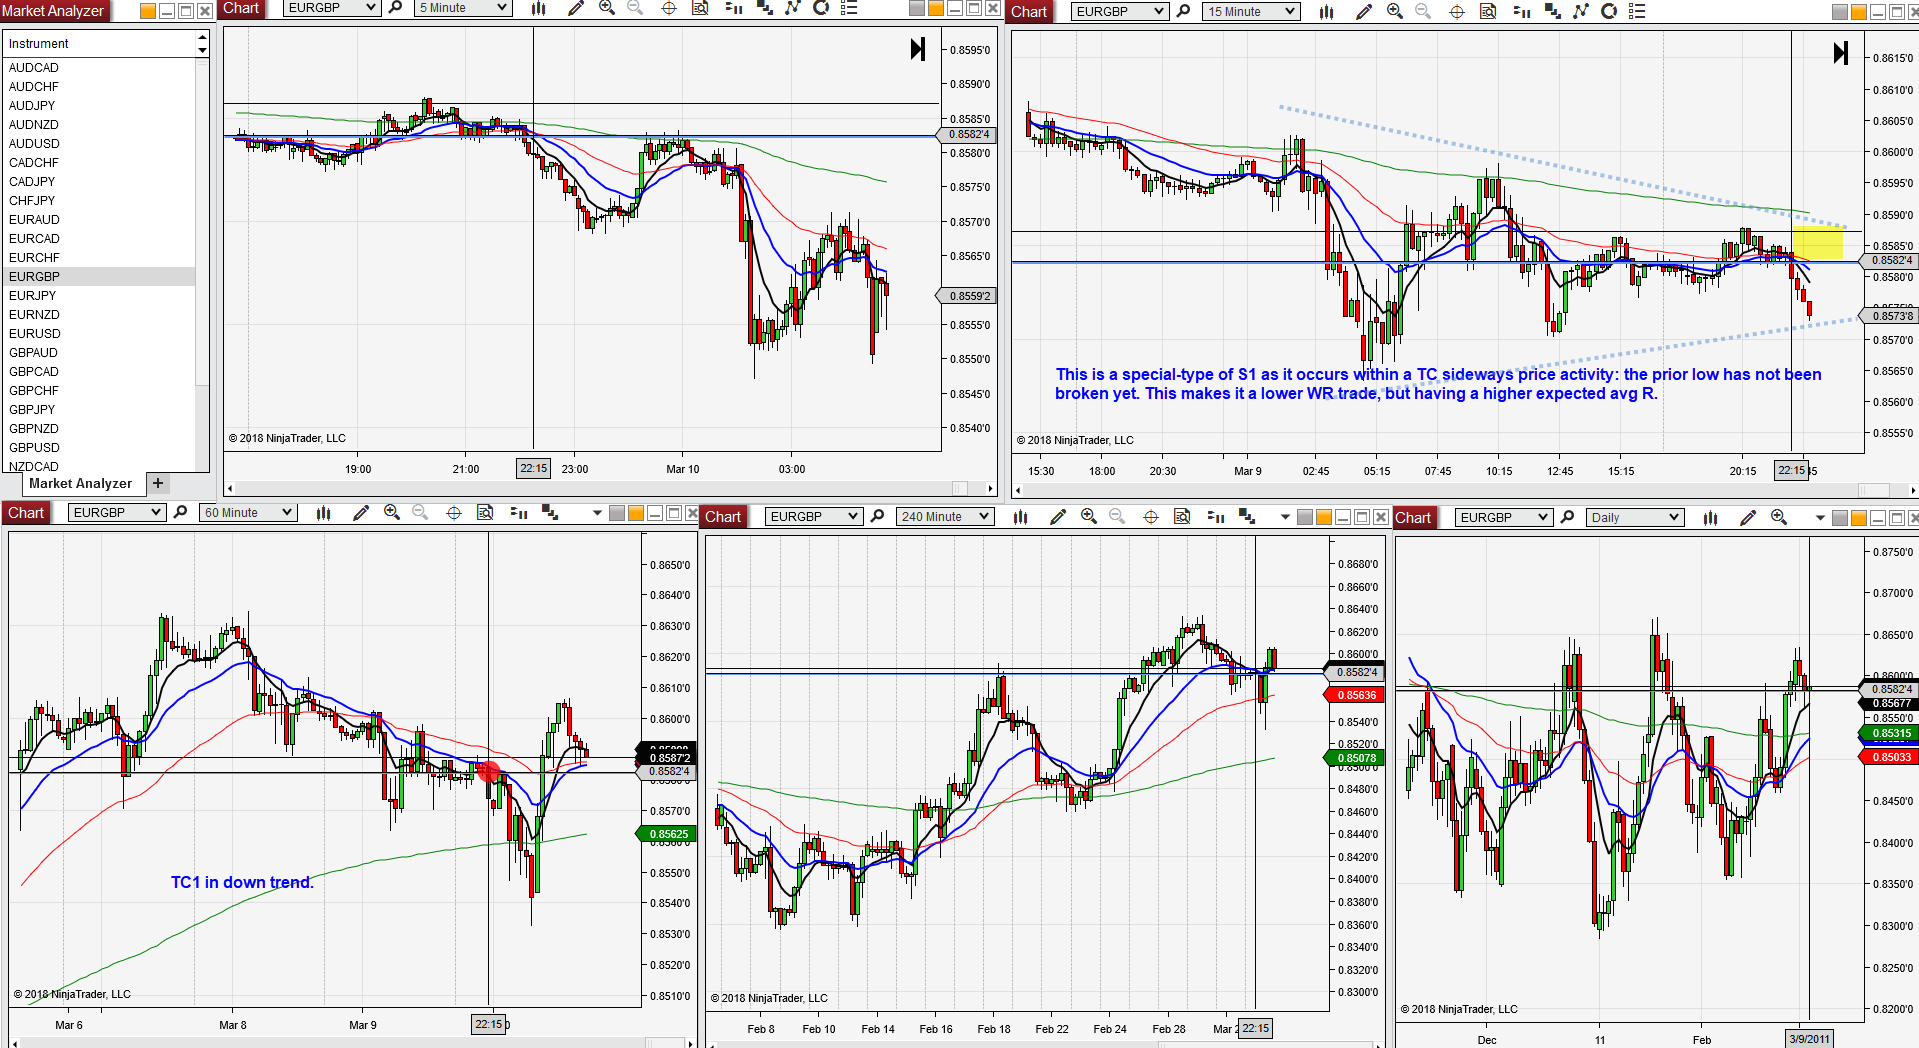 Market Analyzer
Instrument
AUDCAD
AUDCHF
AUDJPY
AUDNZD
AUDUSD
CADCHF
CADJPY
CHFJPY
EURAUD
EURCAD
EURCHF
EURGBP
EURJPY
EURNZD
EURUSD
GBPAUD
GBPCAD
GBPCHF
GBPJPY
GBPNZD
GBPUSD
NZDCAD
Market Analyzer +
Chart EURGBP 5 Minute
0.8595'0
0.8590'0
0.8585'0
0.8582'4
0.8580'0
0.8575'0
0.8570'0
0.8565'0
0.8559'2
0.8555'0
0.8550'0
0.8545'0
0.8540'0
© 2018 NinjaTrader, LLC
19:00 21:00 22:15 23:00 Mar 10 03:00
Chart EURGBP 15 Minute
0.8615'0
0.8610'0
0.8605'0
0.8600'0
0.8595'0
0.8590'0
0.8585'0
0.8582'4
0.8580'0
0.8573'8
0.8570'0
0.8565'0
0.8560'0
0.8555'0
This is a special-type of S1 as it occurs within a TC sideways price activity: the prior low has not been
broken yet. This makes it a lower WR trade, but having a higher expected avg R.
© 2018 NinjaTrader, LLC
15:30 18:00 20:30 Mar 9 02:45 05:15 07:45 10:15 12:45 15:15 20:15 22:15
Chart EURGBP 60 Minute
0.8650'0
0.8640'0
0.8630'0
0.8620'0
0.8610'0
0.8600'0
0.8587'2
0.8582'4
0.8570'0
0.85625
0.8550'0
0.8540'0
0.8530'0
0.8520'0
0.8510'0
TC1 in down trend.
© 2018 NinjaTrader, LLC
Mar 6 Mar 8 Mar 9 22:15
Chart EURGBP 240 Minute
0.8680'0
0.8660'0
0.8640'0
0.8620'0
0.8600'0
0.8582'4
0.85636
0.8540'0
0.8520'0
0.85078
0.8500'0
0.8480'0
0.8460'0
0.8440'0
0.8420'0
0.8400'0
0.8380'0
0.8360'0
0.8340'0
0.8320'0
0.8300'0
© 2018 NinjaTrader, LLC
Feb 8 Feb 10 Feb 14 Feb 16 Feb 18 Feb 22 Feb 24 Feb 28 Mar 2 22:15
Chart EURGBP Daily
0.8750'0
0.8700'0
0.8650'0
0.8600'0
0.8582'4
0.85677
0.8550'0
0.85315
0.85033
0.8450'0
0.8400'0
0.8350'0
0.8300'0
0.8250'0
0.8200'0
© 2018 NinjaTrader, LLC
Dec 11 Feb 3/9/2011